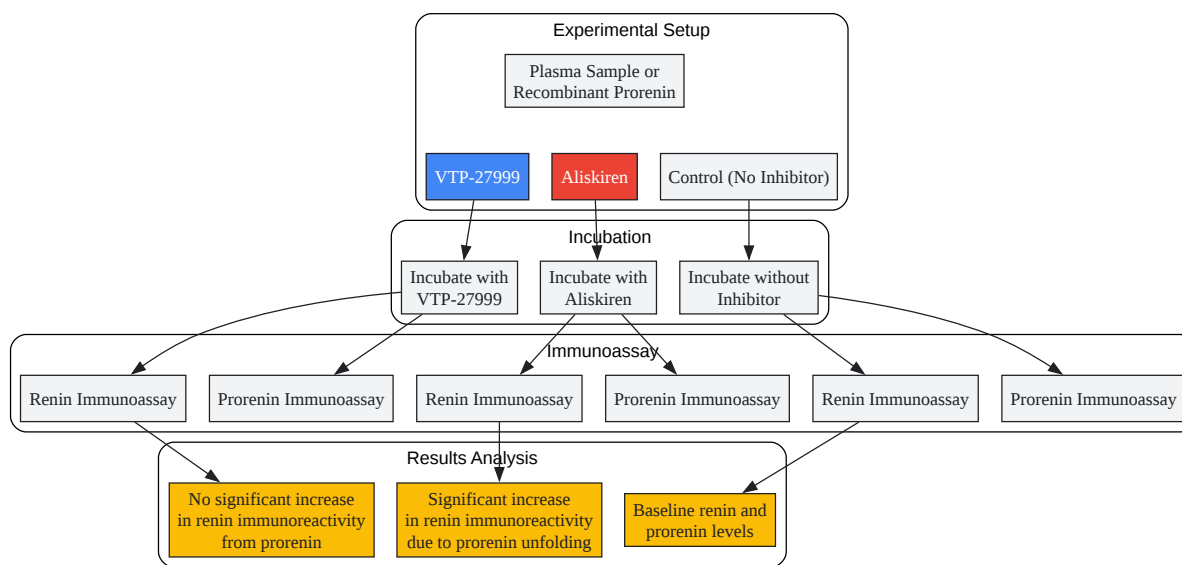 Experimental Setup
Plasma Sample or
Recombinant Prorenin
VTP-27999
Aliskiren
Control (No Inhibitor)
Incubation
Incubate with
VTP-27999
Incubate with
Aliskiren
Incubate without
Inhibitor
Immunoassay
Renin Immunoassay
Prorenin Immunoassay
Renin Immunoassay
Prorenin Immunoassay
Renin Immunoassay
Prorenin Immunoassay
Results Analysis
No significant increase
in renin immunoreactivity
from prorenin
Significant increase
in renin immunoreactivity
due to prorenin unfolding
Baseline renin and
prorenin levels